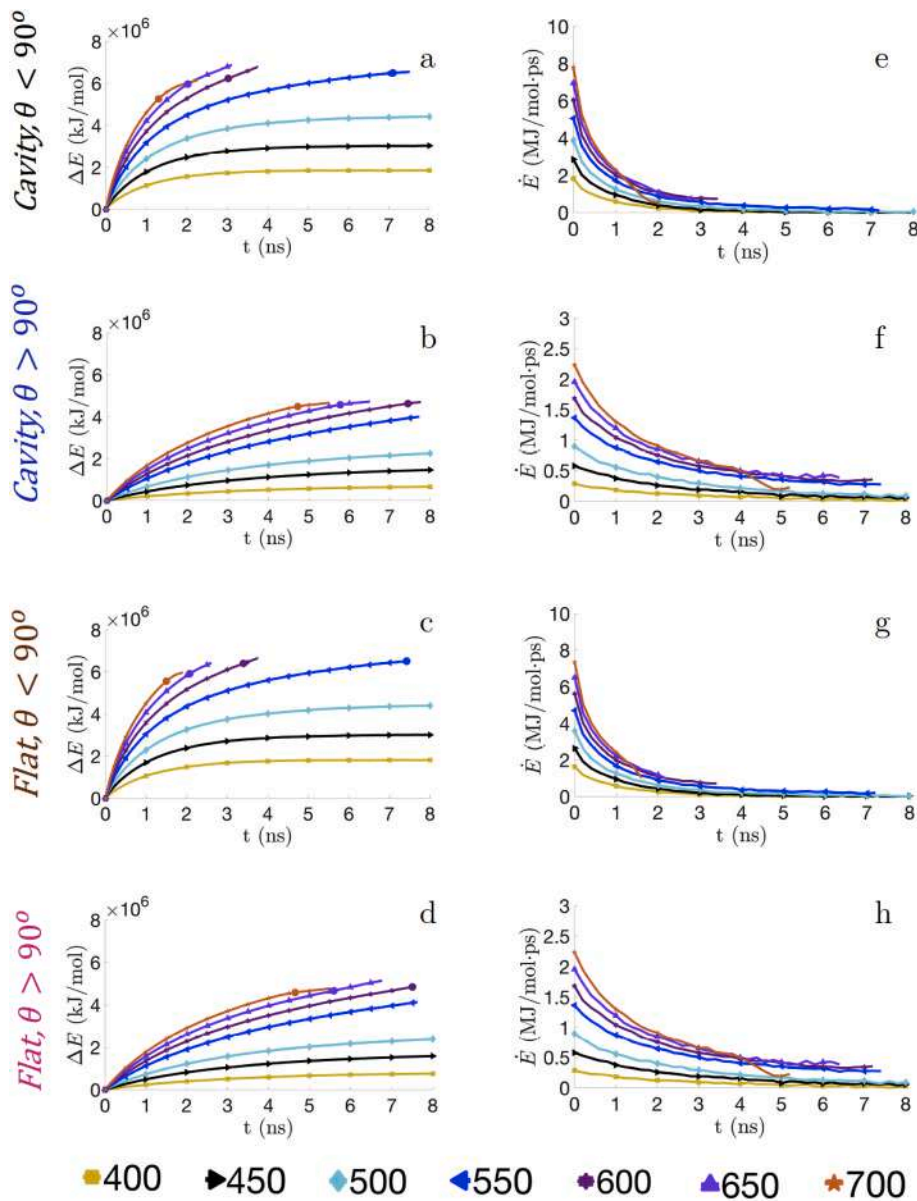 Cavity, θ < 90º
×10⁶
ΔE (kJ/mol)
8
6
4
2
0
0 1 2 3 4 5 6 7 8
t (ns)
a
Ė (MJ/mol·ps)
10
8
6
4
2
0
0 1 2 3 4 5 6 7 8
t (ns)
e
Cavity, θ > 90º
×10⁶
ΔE (kJ/mol)
8
6
4
2
0
0 1 2 3 4 5 6 7 8
t (ns)
b
Ė (MJ/mol·ps)
3
2.5
2
1.5
1
0.5
0
0 1 2 3 4 5 6 7 8
t (ns)
f
Flat, θ < 90º
×10⁶
ΔE (kJ/mol)
8
6
4
2
0
0 1 2 3 4 5 6 7 8
t (ns)
c
Ė (MJ/mol·ps)
10
8
6
4
2
0
0 1 2 3 4 5 6 7 8
t (ns)
g
Flat, θ > 90º
×10⁶
ΔE (kJ/mol)
8
6
4
2
0
0 1 2 3 4 5 6 7 8
t (ns)
d
Ė (MJ/mol·ps)
3
2.5
2
1.5
1
0.5
0
0 1 2 3 4 5 6 7 8
t (ns)
h
400 450 500 550 600 650 700